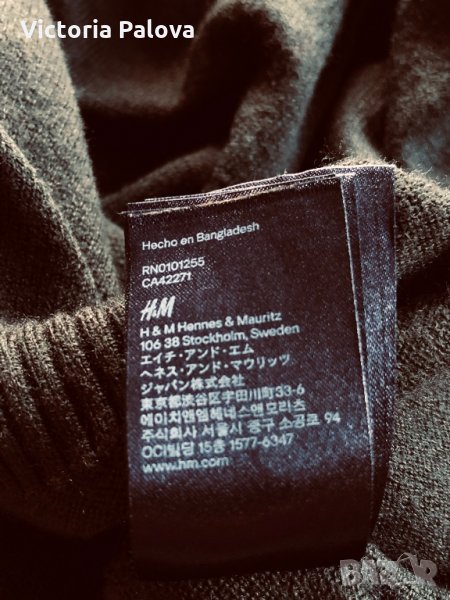 Victoria Palova
Hecho en Bangladesh
RN0101255
CA42271
H&M
H & M Hennes & Mauritz
106 38 Stockholm, Sweden
エイチ・アンド・エム
ヘネス・アンド・マウリッツ
ジャパン株式会社
東京都渋谷区宇田川町33-6
에이치앤엠헤네스앤모리츠
주식회사 서울시 중구 소공로 94
OCI빌딩 15층 1577-6347
www.hm.com
BAZAR